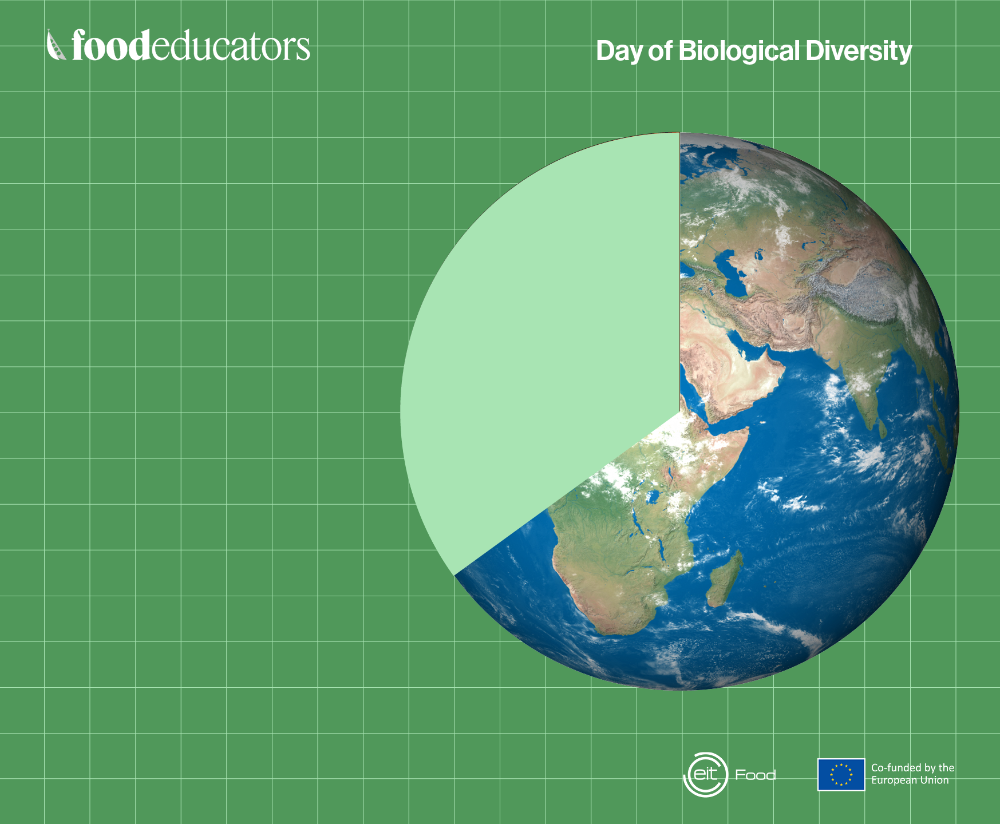 foodeducators
Day of Biological Diversity
eit Food
Co-funded by the
European Union